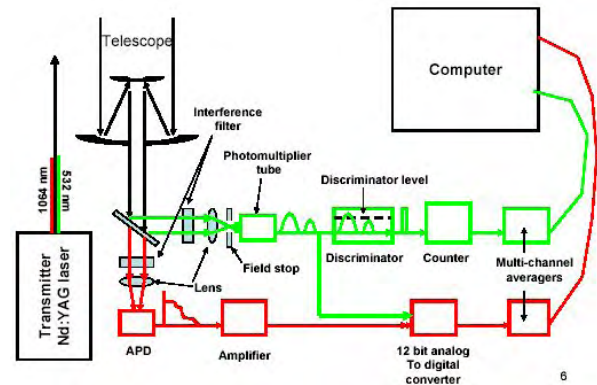 Telescope
Computer
Interference
filter
Photomultiplier
tube
Discriminator level
1064 nm
532 nm
Discriminator
Counter
Field stop
Multi-channel
averagers
Lens
Transmitter
Nd:YAG laser
APD
Amplifier
12 bit analog
To digital
converter
6